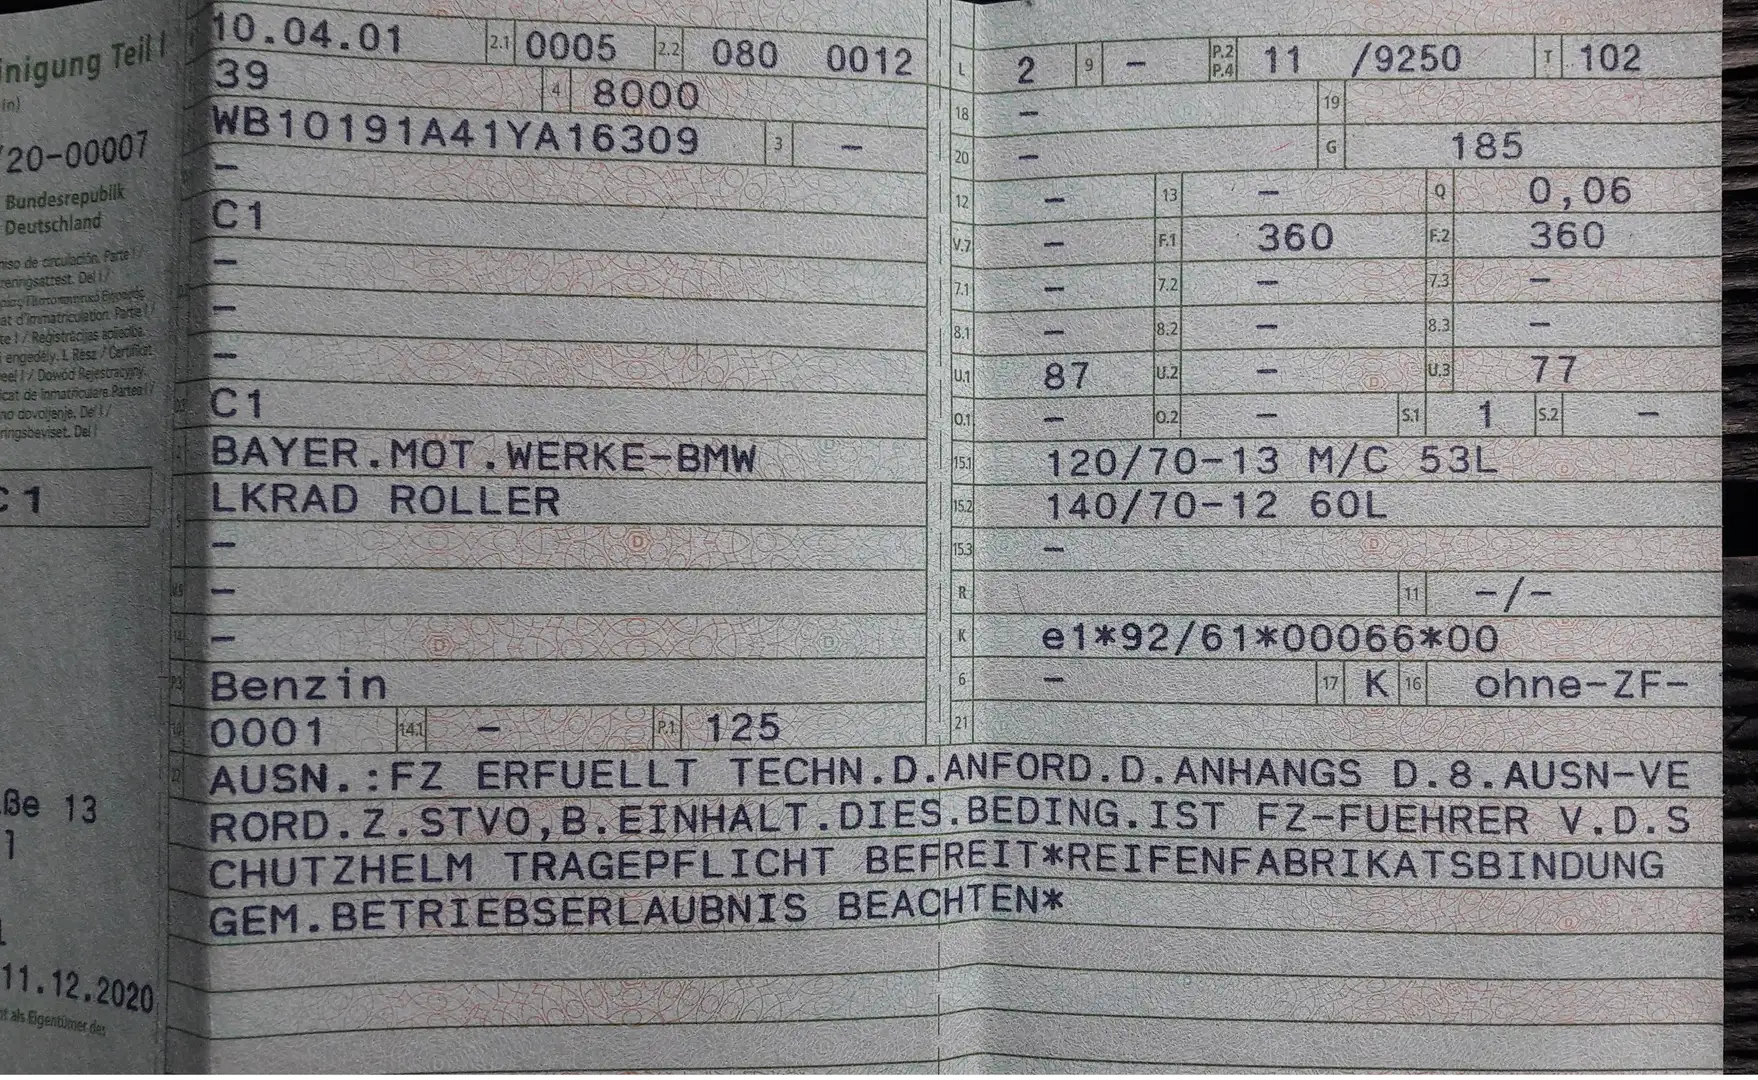 inigung Teil I
in)
/20-00007
Bundesrepublik
Deutschland
C1
ße 13
1
11.12.2020
10.04.01 2.1 0005 2.2 080 0012
39 4 8000
WB10191A41YA16309 3 –
–
C1
–
–
–
C1
BAYER.MOT.WERKE-BMW
LKRAD ROLLER
–
–
–
P.3 Benzin
10 0001 14.1 – P.1 125
L 2 9 – P.2 P.4 11 /9250 T 102
18 – 19
20 – G 185
12 – 13 – Q 0,06
V.7 – F.1 360 F.2 360
7.1 – 7.2 – 7.3 –
8.1 – 8.2 – 8.3 –
U.1 87 U.2 – U.3 77
O.1 – O.2 – S.1 1 S.2 –
15.1 120/70-13 M/C 53L
15.2 140/70-12 60L
15.3 –
R 11 –/–
K e1*92/61*00066*00
6 – 17 K 16 ohne-ZF-
21
22 AUSN.:FZ ERFUELLT TECHN.D.ANFORD.D.ANHANGS D.8.AUSN-VE
RORD.Z.STVO,B.EINHALT.DIES.BEDING.IST FZ-FUEHRER V.D.S
CHUTZHELM TRAGEPFLICHT BEFREIT*REIFENFABRIKATSBINDUNG
GEM.BETRIEBSERLAUBNIS BEACHTEN*